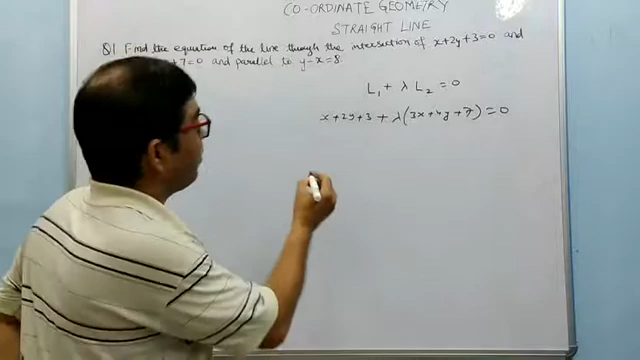 CO-ORDINATE GEOMETRY
STRAIGHT LINE
Q1 Find the equation of the line through the intersection of x+2y+3=0 and
+7=0 and parallel to y-x=8
L₁ + λ L₂ = 0
x+2y+3 + λ(3x+4y+7) = 0